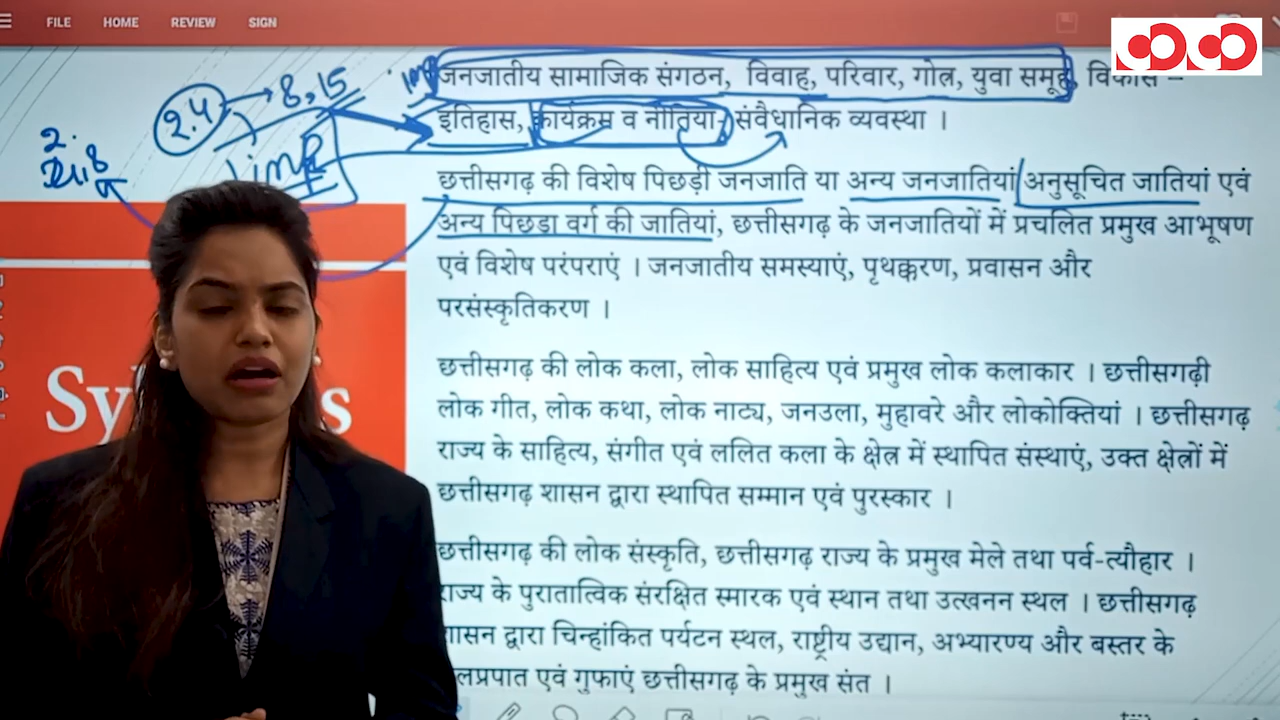 FILE HOME REVIEW SIGN
जनजातीय सामाजिक संगठन, विवाह, परिवार, गोत्र, युवा समूह, विकास –
इतिहास, कार्यक्रम व नीतिया- संवैधानिक व्यवस्था ।
2.4 8, 15
imp
छत्तीसगढ़ की विशेष पिछड़ी जनजाति या अन्य जनजातियां अनुसूचित जातियां एवं
अन्य पिछडा वर्ग की जातियां, छत्तीसगढ़ के जनजातियों में प्रचलित प्रमुख आभूषण
एवं विशेष परंपराएं । जनजातीय समस्याएं, पृथक्करण, प्रवासन और
परसंस्कृतिकरण ।
छत्तीसगढ़ की लोक कला, लोक साहित्य एवं प्रमुख लोक कलाकार । छत्तीसगढ़ी
लोक गीत, लोक कथा, लोक नाट्य, जनउला, मुहावरे और लोकोक्तियां । छत्तीसगढ़
राज्य के साहित्य, संगीत एवं ललित कला के क्षेत्र में स्थापित संस्थाएं, उक्त क्षेत्रों में
छत्तीसगढ़ शासन द्वारा स्थापित सम्मान एवं पुरस्कार ।
छत्तीसगढ़ की लोक संस्कृति, छत्तीसगढ़ राज्य के प्रमुख मेले तथा पर्व-त्यौहार ।
राज्य के पुरातात्विक संरक्षित स्मारक एवं स्थान तथा उत्खनन स्थल । छत्तीसगढ़
शासन द्वारा चिन्हांकित पर्यटन स्थल, राष्ट्रीय उद्यान, अभ्यारण्य और बस्तर के
एवं गुफाएं छत्तीसगढ़ के प्रमुख संत ।